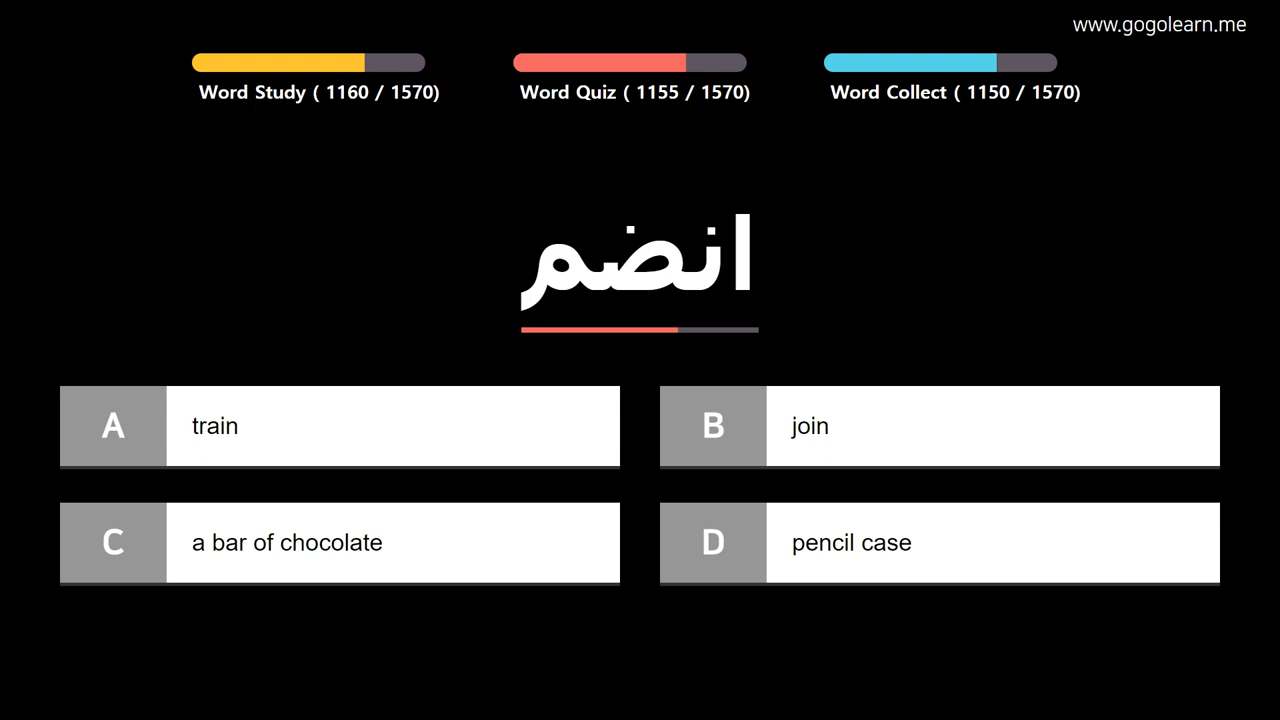 www.gogolearn.me
Word Study ( 1160 / 1570)
Word Quiz ( 1155 / 1570)
Word Collect ( 1150 / 1570)
انضم
A train
B join
C a bar of chocolate
D pencil case